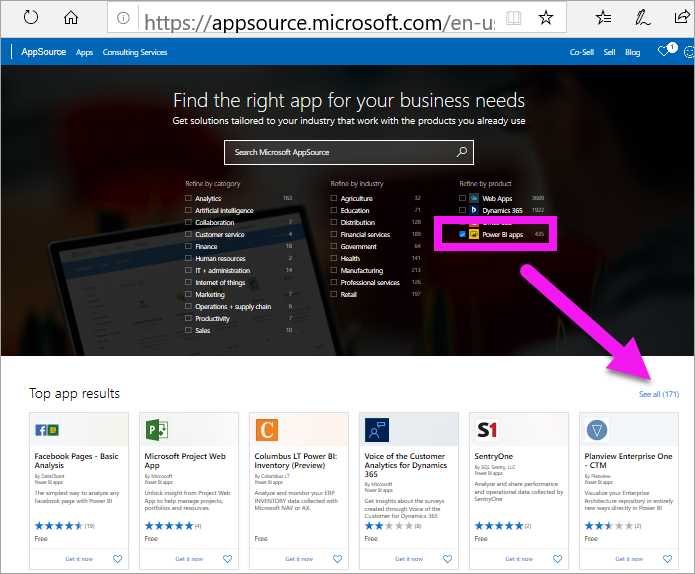 https://appsource.microsoft.com/en-us
AppSource Apps Consulting Services Co-Sell Sell Blog 1
Find the right app for your business needs
Get solutions tailored to your industry that work with the products you already use
Search Microsoft AppSource
Refine by category
Analytics 163
Artificial intelligence
Collaboration 7
Customer service 4
Finance 18
Human resources 2
IT + administration 14
Internet of things
Marketing 7
Operations + supply chain 6
Productivity 7
Sales 10
Refine by industry
Agriculture 32
Education 71
Distribution 128
Financial services 189
Government 64
Health 141
Manufacturing 213
Professional services 126
Retail 197
Refine by product
Web Apps 3689
Dynamics 365 1922
Power BI apps 435
Top app results
See all (171)
Facebook Pages - Basic
Analysis
By DataChant
Power BI apps
The simplest way to analyze any
Facebook page with Power BI
(19)
Free
Get it now
Microsoft Project Web
App
By Microsoft
Power BI apps
Unlock insight from Project Web
App to help manage projects,
portfolios and resources.
(4)
Free
Get it now
Columbus LT Power BI:
Inventory (Preview)
By Columbus LT
Power BI apps
Analyze and monitor your ERP
INVENTORY data collected with
Microsoft NAV or AX.
Free
Get it now
Voice of the Customer
Analytics for Dynamics
365
By Microsoft
Power BI apps
Get insights about the surveys
created through Voice of the
Customer for Dynamics 365
(8)
Free
Get it now
S1
SentryOne
By SQL Sentry, LLC
Power BI apps
Analyze and share performance
and operational data collected by
SentryOne
(2)
Free
Get it now
Planview Enterprise One
- CTM
By Planview
Power BI apps
Visualize your Enterprise
Architecture repository in entirely
new ways directly in Power BI
(2)
Free
Get it now